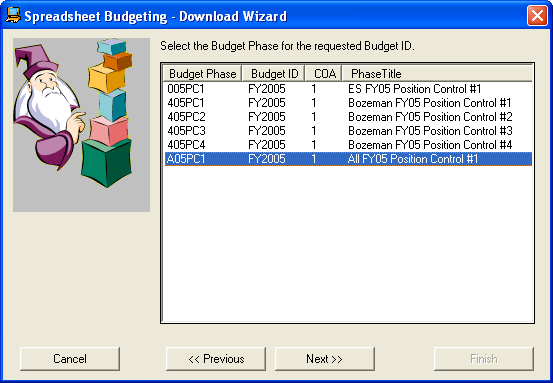 Spreadsheet Budgeting - Download Wizard
Select the Budget Phase for the requested Budget ID.
Budget Phase Budget ID COA PhaseTitle
005PC1 FY2005 1 ES FY05 Position Control #1
405PC1 FY2005 1 Bozeman FY05 Position Control #1
405PC2 FY2005 1 Bozeman FY05 Position Control #2
405PC3 FY2005 1 Bozeman FY05 Position Control #3
405PC4 FY2005 1 Bozeman FY05 Position Control #4
A05PC1 FY2005 1 All FY05 Position Control #1
Cancel << Previous Next >> Finish